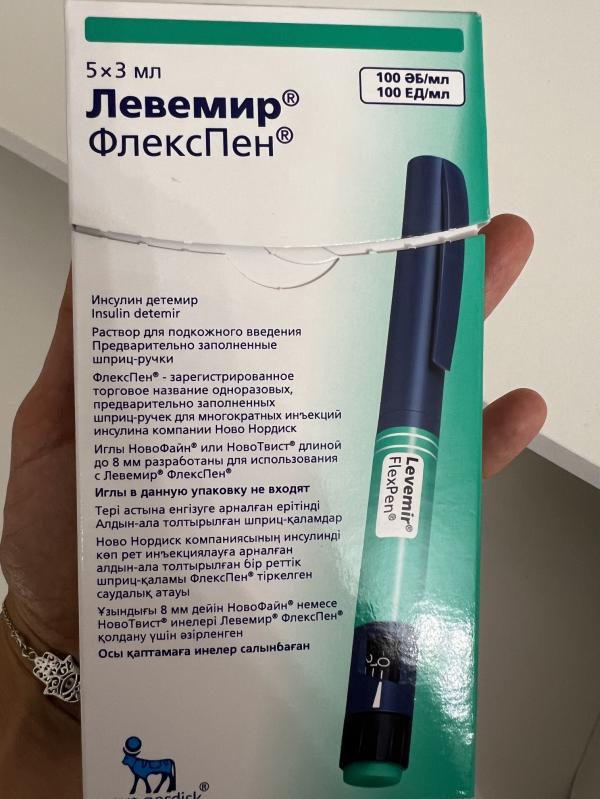 5×3 мл
100 ӘБ/мл
100 ЕД/мл
Левемир®
ФлексПен®
Инсулин детемир
Insulin detemir
Раствор для подкожного введения
Предварительно заполненные
шприц-ручки
ФлексПен® - зарегистрированное
торговое название одноразовых,
предварительно заполненных
шприц-ручек для многократных инъекций
инсулина компании Ново Нордиск
Иглы НовоФайн® или НовоТвист® длиной
до 8 мм разработаны для использования
с Левемир® ФлексПен®
Иглы в данную упаковку не входят
Тері астына енгізуге арналған ерітінді
Алдын-ала толтырылған шприц-қаламдар
Ново Нордиск компаниясының инсулинді
көп рет инъекциялауға арналған
алдын-ала толтырылған бір реттік
шприц-қаламы ФлексПен® тіркелген
саудалық атауы
Ұзындығы 8 мм дейін НовоФайн® немесе
НовоТвист® инелері Левемир® ФлексПен®
қолдану үшін әзірленген
Осы қаптамаға инелер салынбаған
Levemir®
FlexPen®